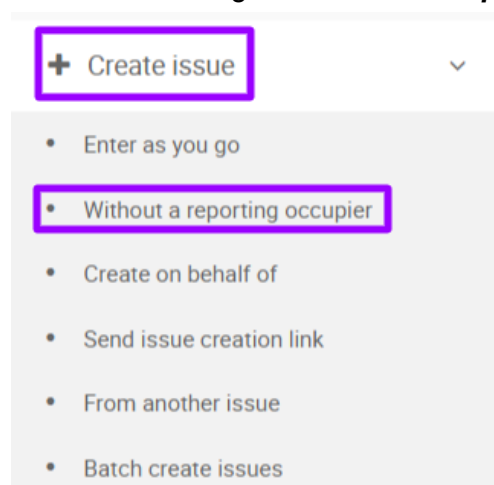 + Create issue
• Enter as you go
• Without a reporting occupier
• Create on behalf of
• Send issue creation link
• From another issue
• Batch create issues